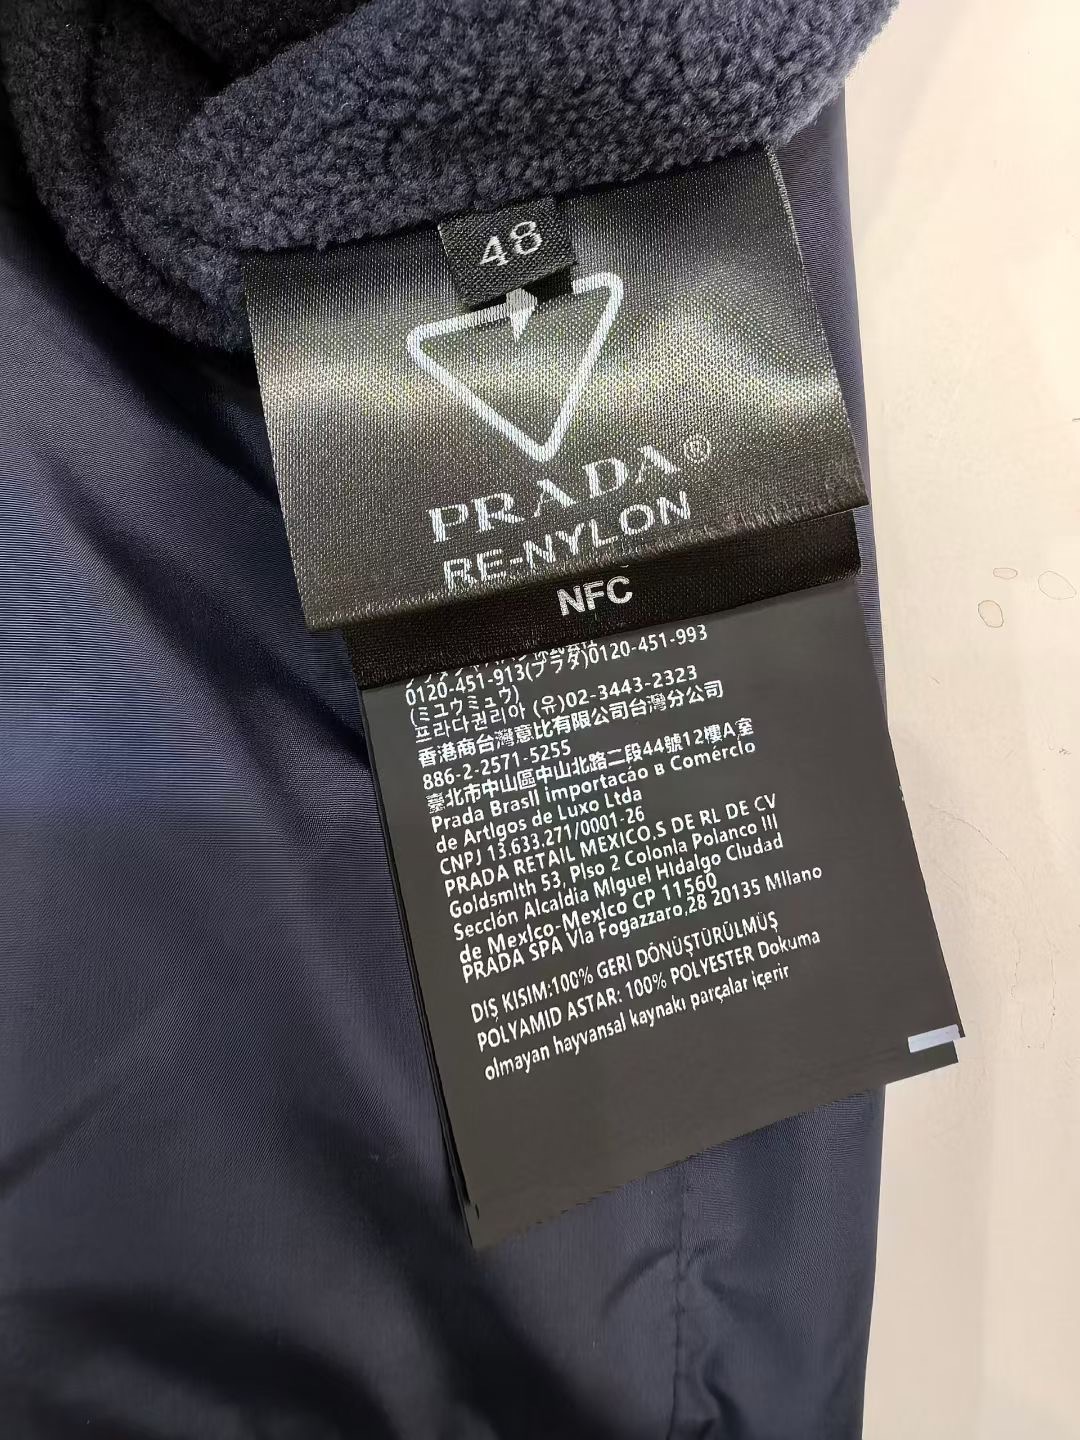 48
PRADA®
RE-NYLON
NFC
0120-451-913(プラダ)0120-451-993
(ミュウミュウ)
프라다퀀리아 (유)02-3443-2323
香港商台灣意比有限公司台灣分公司
886-2-2571-5255
臺北市中山區中山北路二段44號12樓A室
Prada BrasIl importacão B Comérclo
de ArtIgos de Luxo Ltda
CNPJ 13.633.271/0001-26
PRADA RETAIL MEXICO.S DE RL DE CV
GoldsmIth 53, PIso 2 ColonIa Polanco III
SeccIón AlcaldIa MIguel HIdalgo CIudad
de MexIco-MexIco CP 11560
PRADA SPA VIa Fogazzaro,28 20135 MIlano
DIŞ KISIM:100% GERI DÖNÜŞTÜRÜLMÜŞ
POLYAMID ASTAR: 100% POLYESTER Dokuma
olmayan hayvansal kaynakı parçalar içerir